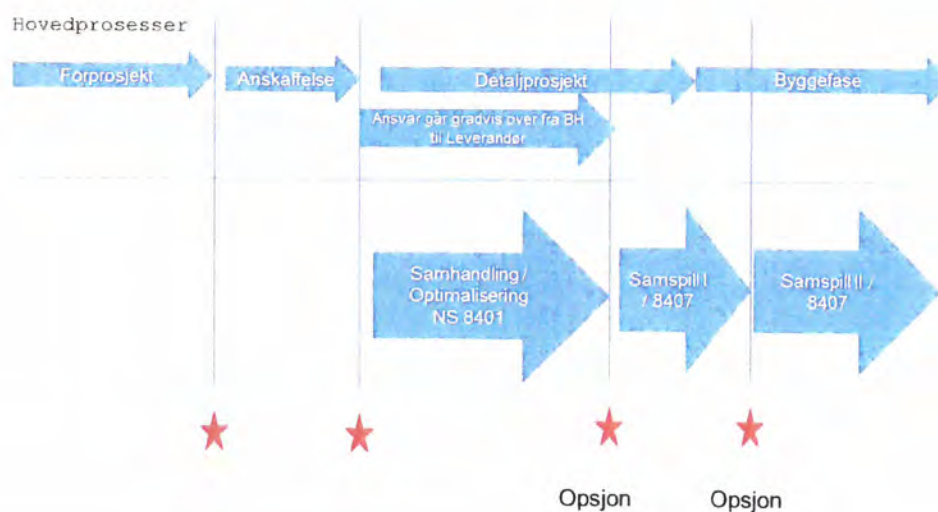 Hovedprosesser
Forprosjekt
Anskaffelse
Detaljprosjekt
Byggefase
Ansvar går gradvis over fra BH
til Leverandør
Samhandling /
Optimalisering
NS 8401
Samspill I
/ 8407
Samspill II /
8407
Opsjon
Opsjon